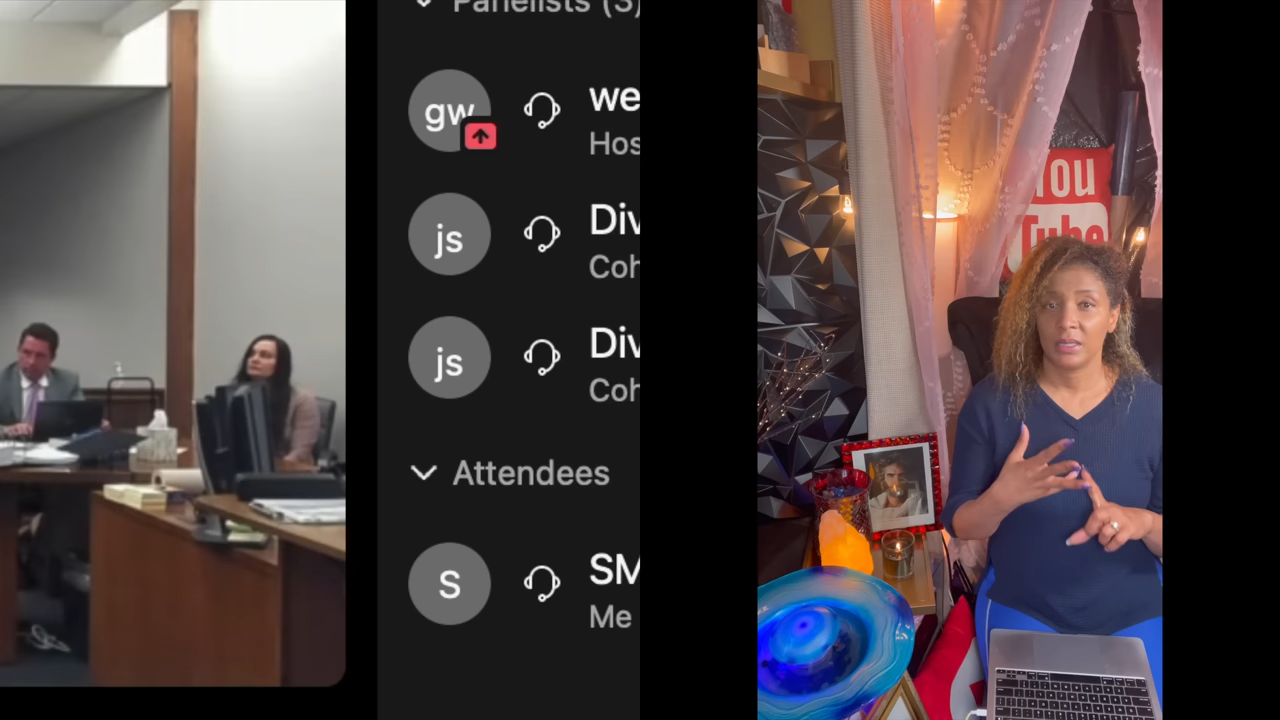 Panelists (3)
gw
we
Hos
js
Div
Coh
js
Div
Coh
Attendees
S
SM
Me
You
Tube